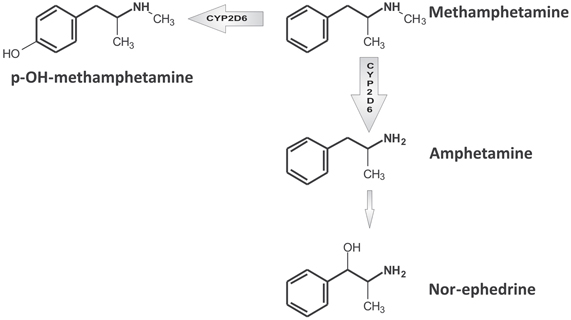 NH
CH₃
CH₃
HO
p-OH-methamphetamine
CYP2D6
NH
CH₃
CH₃
Methamphetamine
CYP2D6
NH₂
CH₃
Amphetamine
OH
NH₂
CH₃
Nor-ephedrine